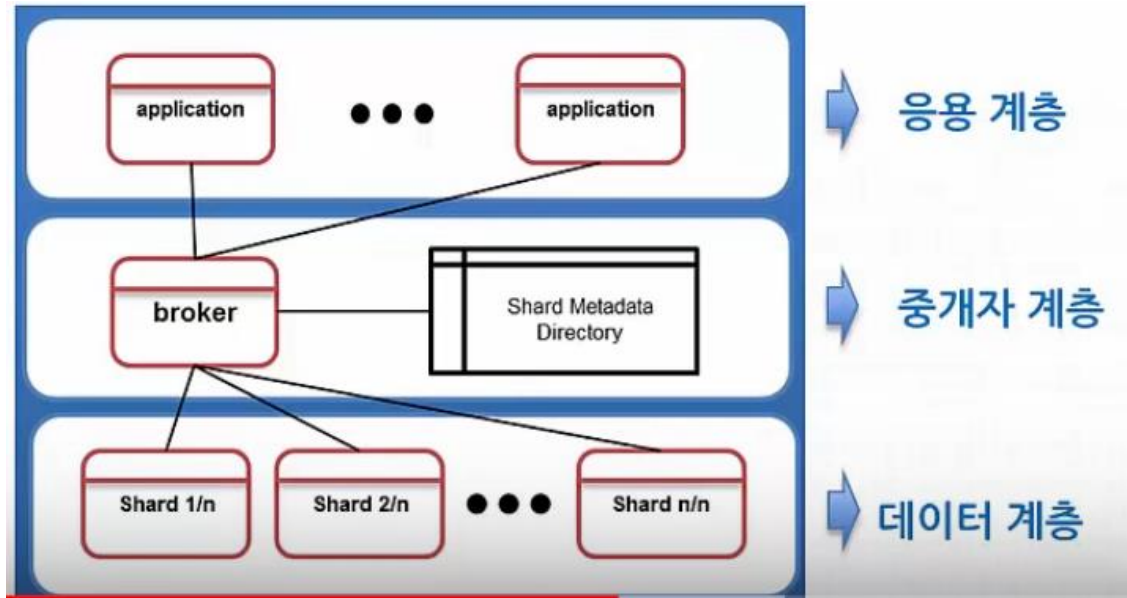 application
application
응용 계층
broker
Shard Metadata
Directory
중개자 계층
Shard 1/n
Shard 2/n
Shard n/n
데이터 계층